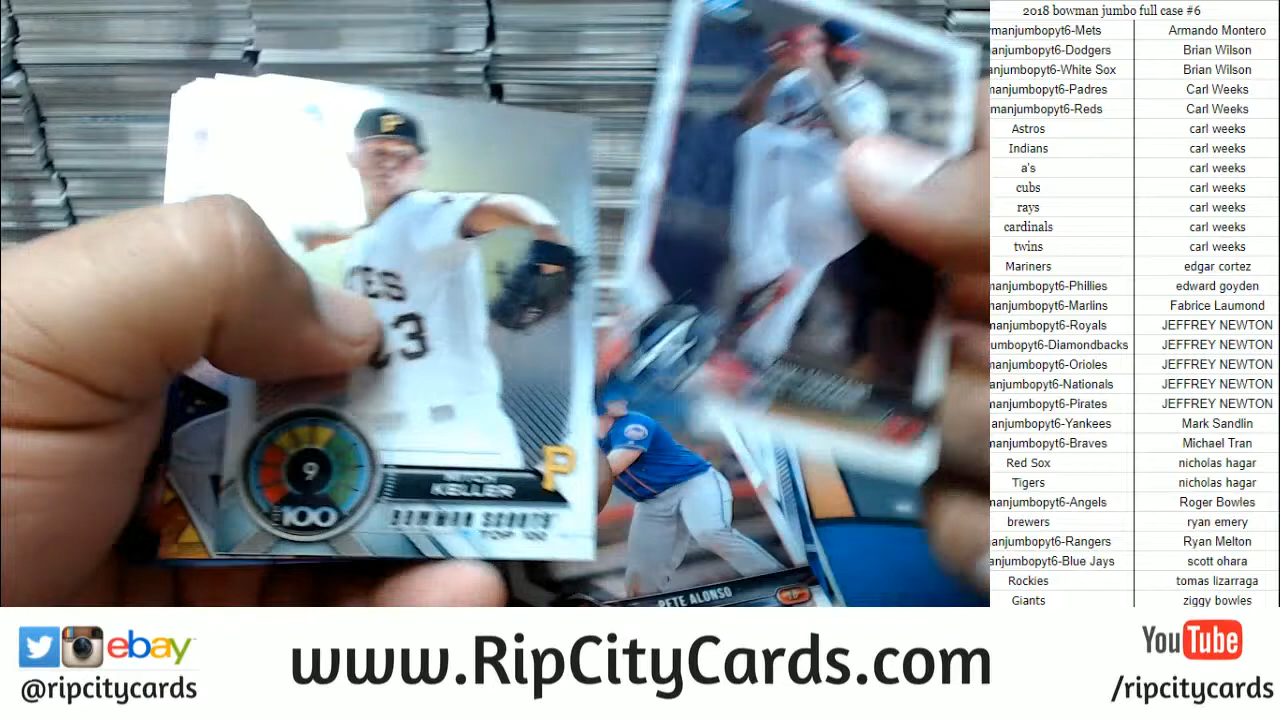 2018 bowman jumbo full case #6
manjumbopyt6-Mets Armando Montero
anjumbopyt6-Dodgers Brian Wilson
anjumbopyt6-White Sox Brian Wilson
manjumbopyt6-Padres Carl Weeks
manjumbopyt6-Reds Carl Weeks
Astros carl weeks
Indians carl weeks
a's carl weeks
cubs carl weeks
rays carl weeks
cardinals carl weeks
twins carl weeks
Mariners edgar cortez
manjumbopyt6-Phillies edward goyden
manjumbopyt6-Marlins Fabrice Laumond
manjumbopyt6-Royals JEFFREY NEWTON
umbopyt6-Diamondbacks JEFFREY NEWTON
anjumbopyt6-Orioles JEFFREY NEWTON
anjumbopyt6-Nationals JEFFREY NEWTON
manjumbopyt6-Pirates JEFFREY NEWTON
anjumbopyt6-Yankees Mark Sandlin
anjumbopyt6-Braves Michael Tran
Red Sox nicholas hagar
Tigers nicholas hagar
manjumbopyt6-Angels Roger Bowles
brewers ryan emery
anjumbopyt6-Rangers Ryan Melton
anjumbopyt6-Blue Jays scott ohara
Rockies tomas lizarraga
Giants ziggy bowles
P
TES
23
9
100
P
MITCH
KELLER
BOWMAN SCOUTS'
TOP 100
PETE ALONSO
ebay
@ripcitycards
www.RipCityCards.com
YouTube
/ripcitycards